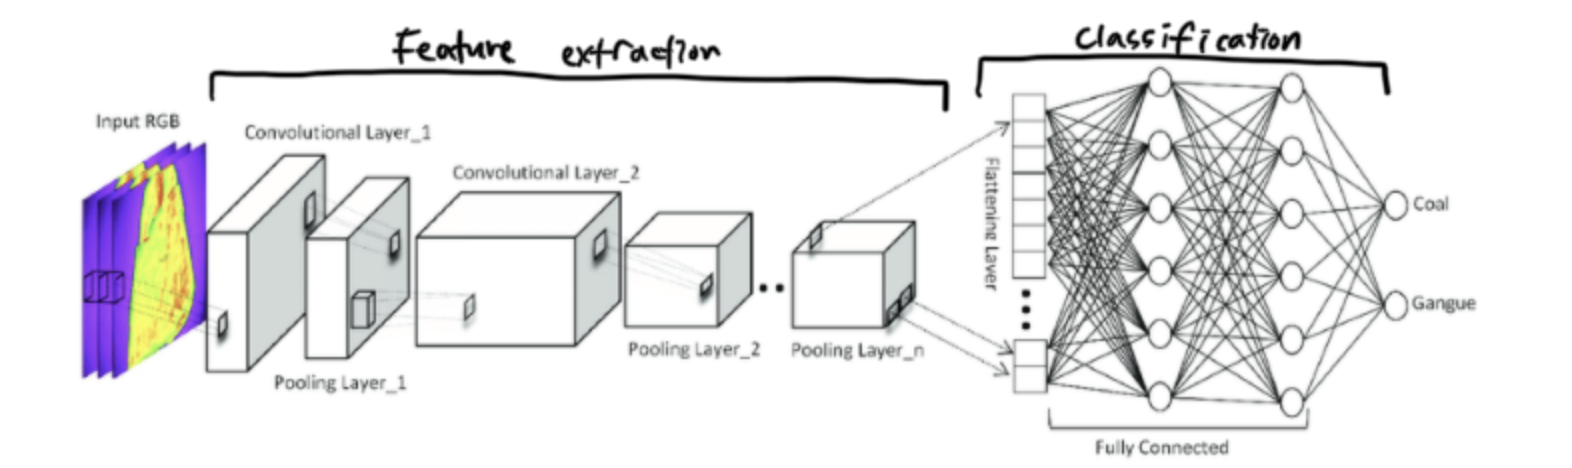 Feature extraction
classification
Input RGB
Convolutional Layer_1
Convolutional Layer_2
Pooling Layer_1
Pooling Layer_2
Pooling Layer_n
Flattening Layer
Coal
Gangue
Fully Connected